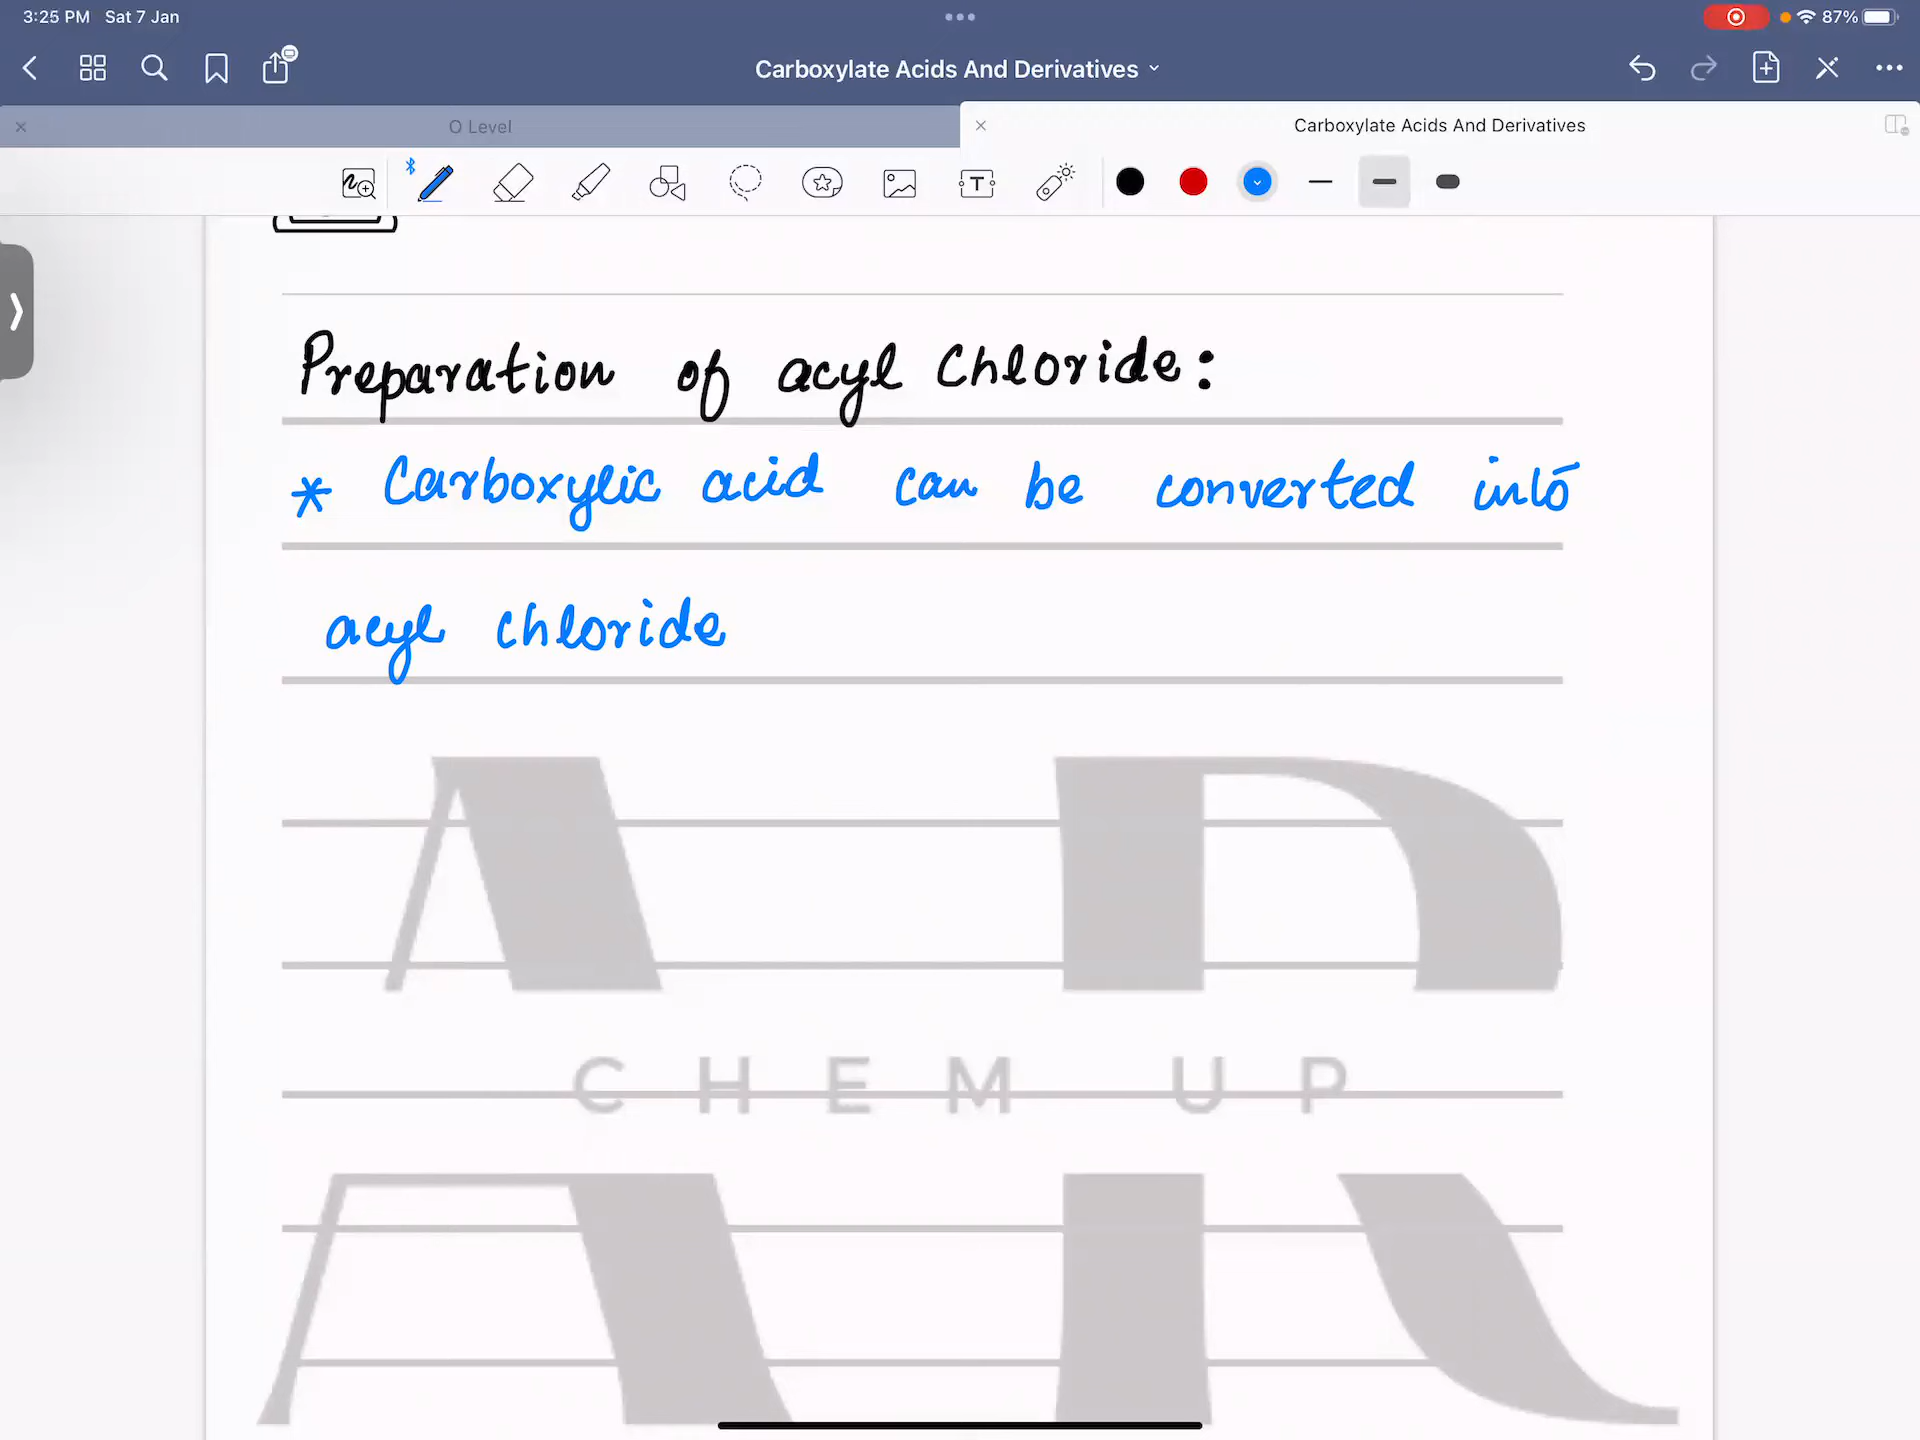 3:25 PM Sat 7 Jan
87%
Carboxylate Acids And Derivatives
O Level
Carboxylate Acids And Derivatives
T
Preparation of acyl Chloride:
* Carboxylic acid can be converted into
acyl chloride
CHEM UP